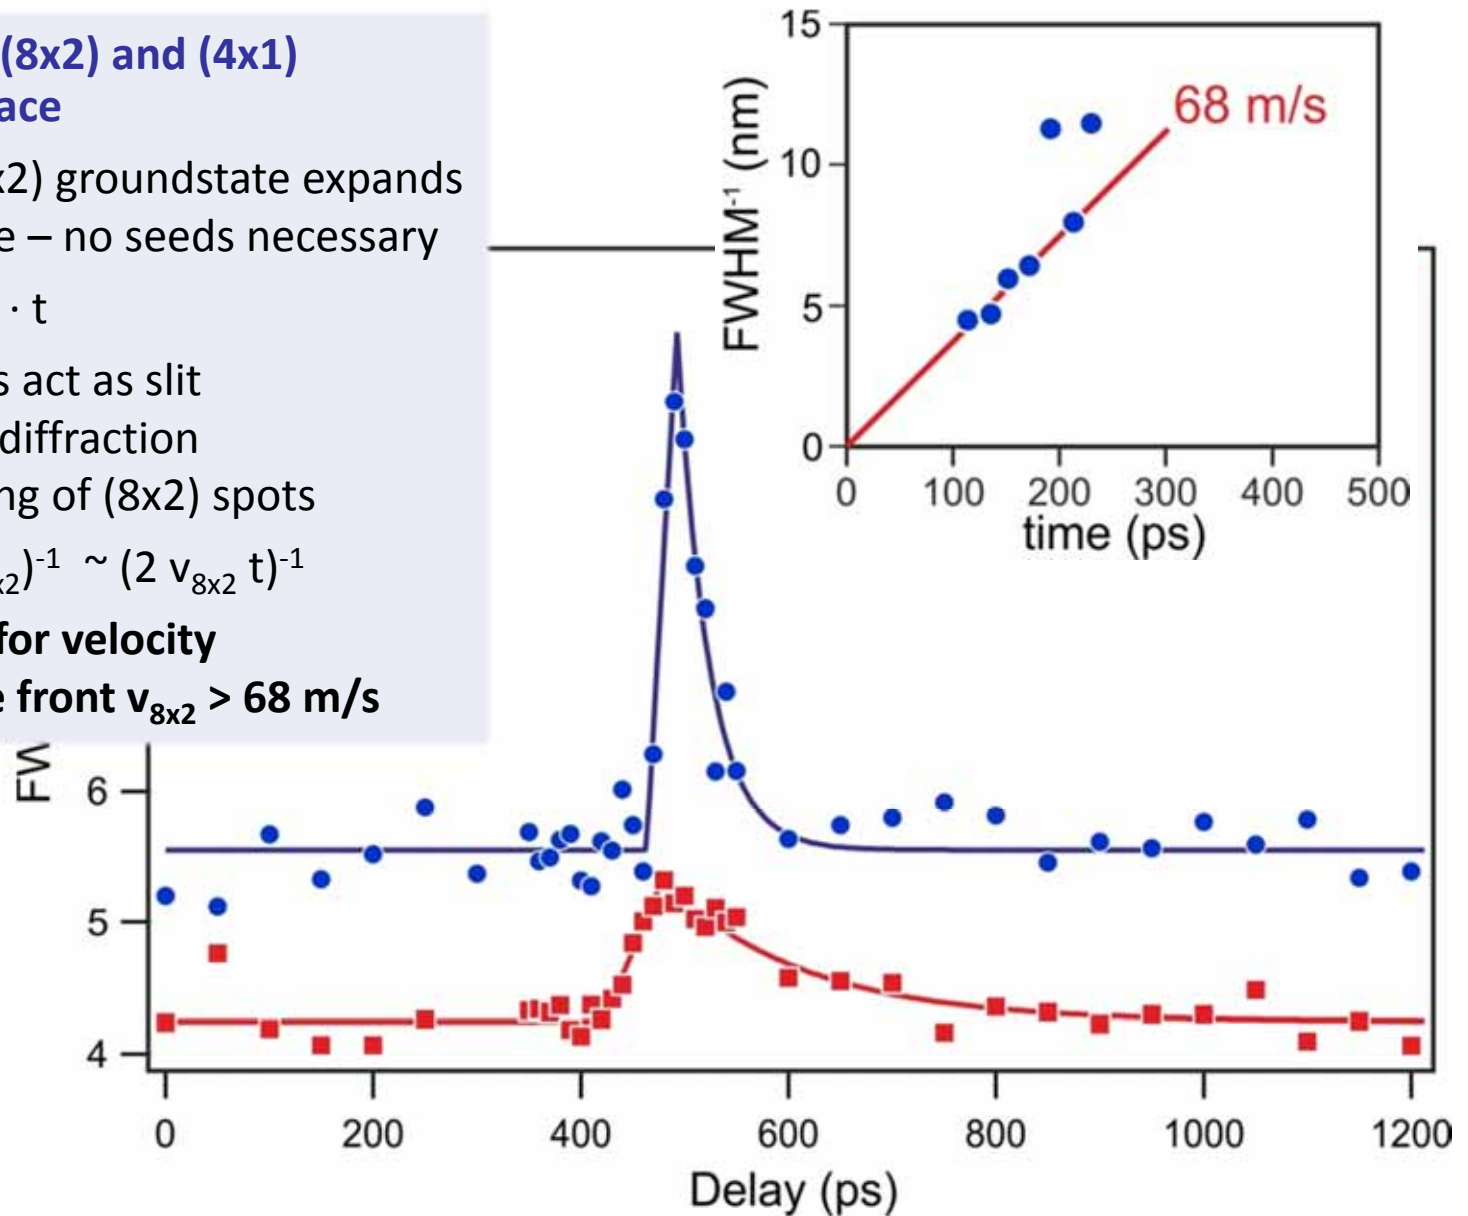 (8x2) and (4x1)
ace
x2) groundstate expands
e – no seeds necessary
· t
s act as slit
diffraction
ng of (8x2) spots
x2)-1 ~ (2 v8x2 t)-1
for velocity
e front v8x2 > 68 m/s
15
10
5
0
FWHM-1 (nm)
68 m/s
0 100 200 300 400 500
time (ps)
FW
6
5
4
0 200 400 600 800 1000 1200
Delay (ps)